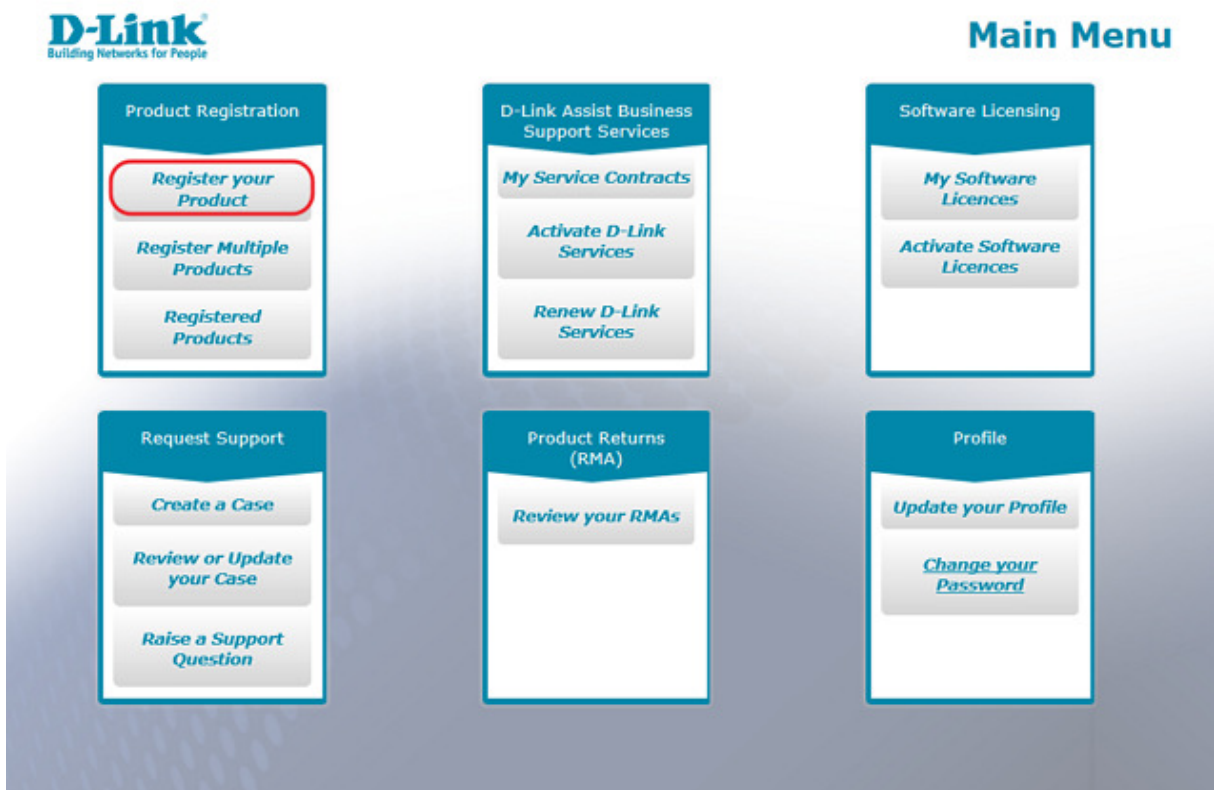 D-Link
Building Networks for People
Main Menu
Product Registration
Register your
Product
Register Multiple
Products
Registered
Products
D-Link Assist Business
Support Services
My Service Contracts
Activate D-Link
Services
Renew D-Link
Services
Software Licensing
My Software
Licences
Activate Software
Licences
Request Support
Create a Case
Review or Update
your Case
Raise a Support
Question
Product Returns
(RMA)
Review your RMAs
Profile
Update your Profile
Change your
Password